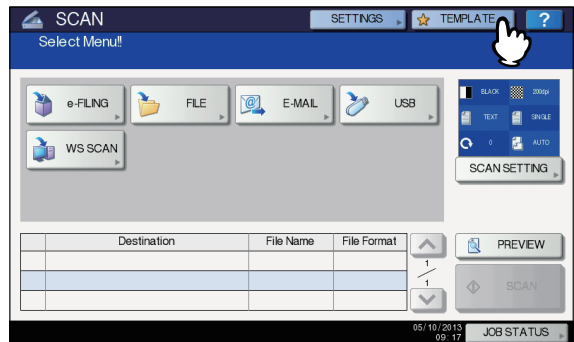 SCAN
SETTINGS
TEMPLATE
?
Select Menu!!
e-FILING
FILE
E-MAIL
USB
WS SCAN
BLACK
200dpi
TEXT
SINGLE
0
AUTO
SCAN SETTING
Destination File Name File Format
1
1
PREVIEW
SCAN
05/10/2013
09:17
JOB STATUS